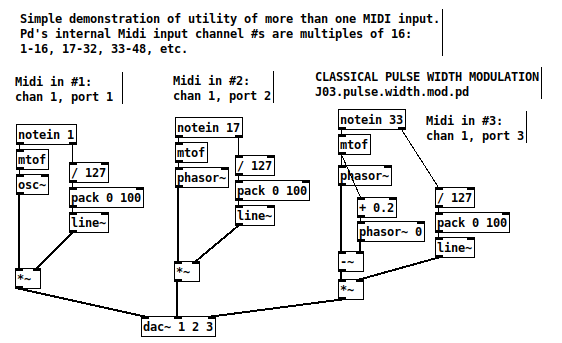 Simple demonstration of utility of more than one MIDI input.
Pd's internal Midi input channel #s are multiples of 16:
1-16, 17-32, 33-48, etc.
Midi in #1:
chan 1, port 1
notein 1
mtof
osc~
/ 127
pack 0 100
line~
*~
Midi in #2:
chan 1, port 2
notein 17
mtof
phasor~
/ 127
pack 0 100
line~
*~
CLASSICAL PULSE WIDTH MODULATION
J03.pulse.width.mod.pd
Midi in #3:
chan 1, port 3
notein 33
mtof
phasor~
+ 0.2
phasor~ 0
/ 127
pack 0 100
line~
-~
*~
dac~ 1 2 3